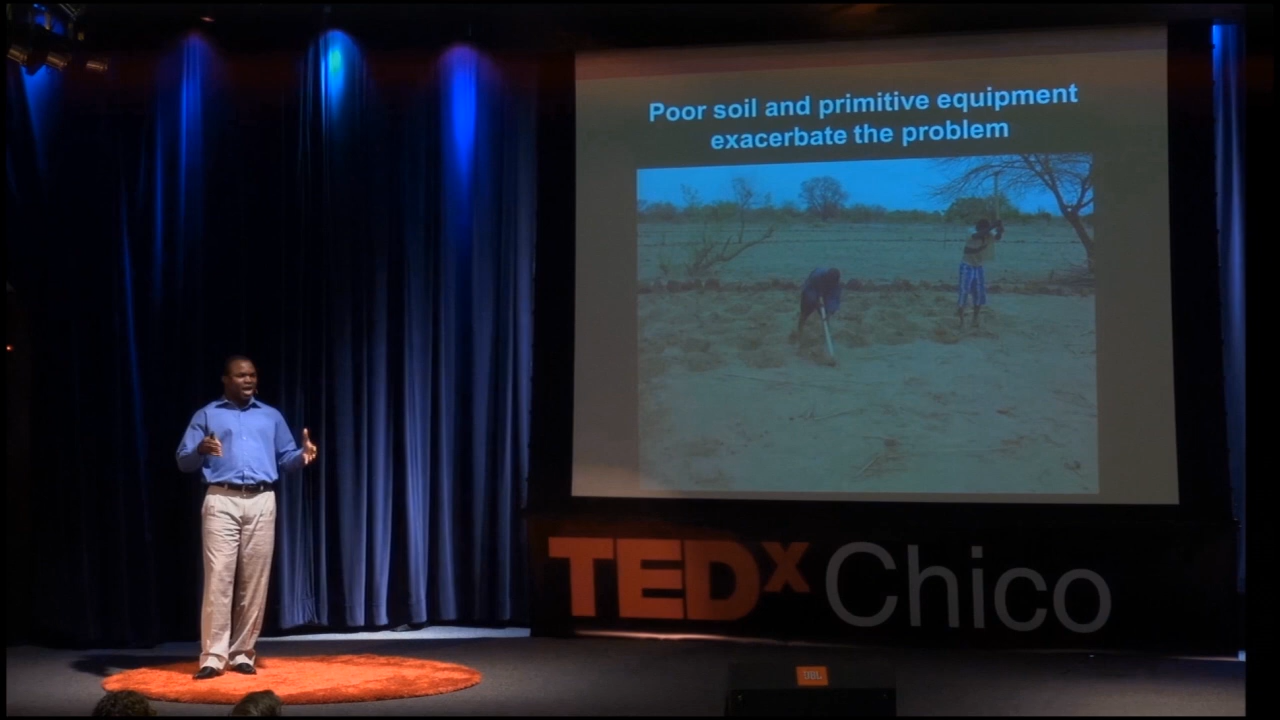 Poor soil and primitive equipment
exacerbate the problem
TEDx Chico
JBL